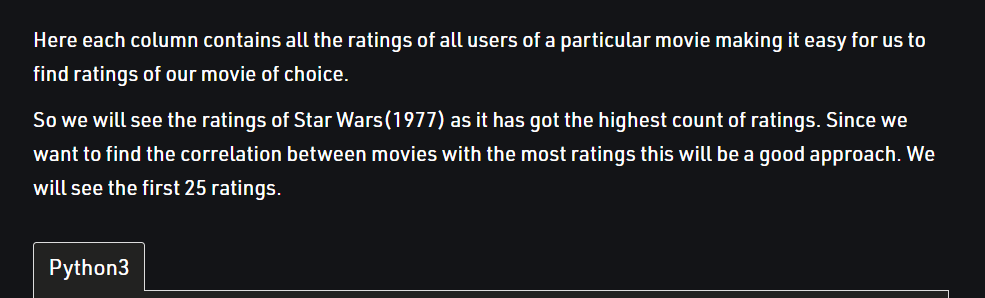 Here each column contains all the ratings of all users of a particular movie making it easy for us to
find ratings of our movie of choice.
So we will see the ratings of Star Wars(1977) as it has got the highest count of ratings. Since we
want to find the correlation between movies with the most ratings this will be a good approach. We
will see the first 25 ratings.
Python3